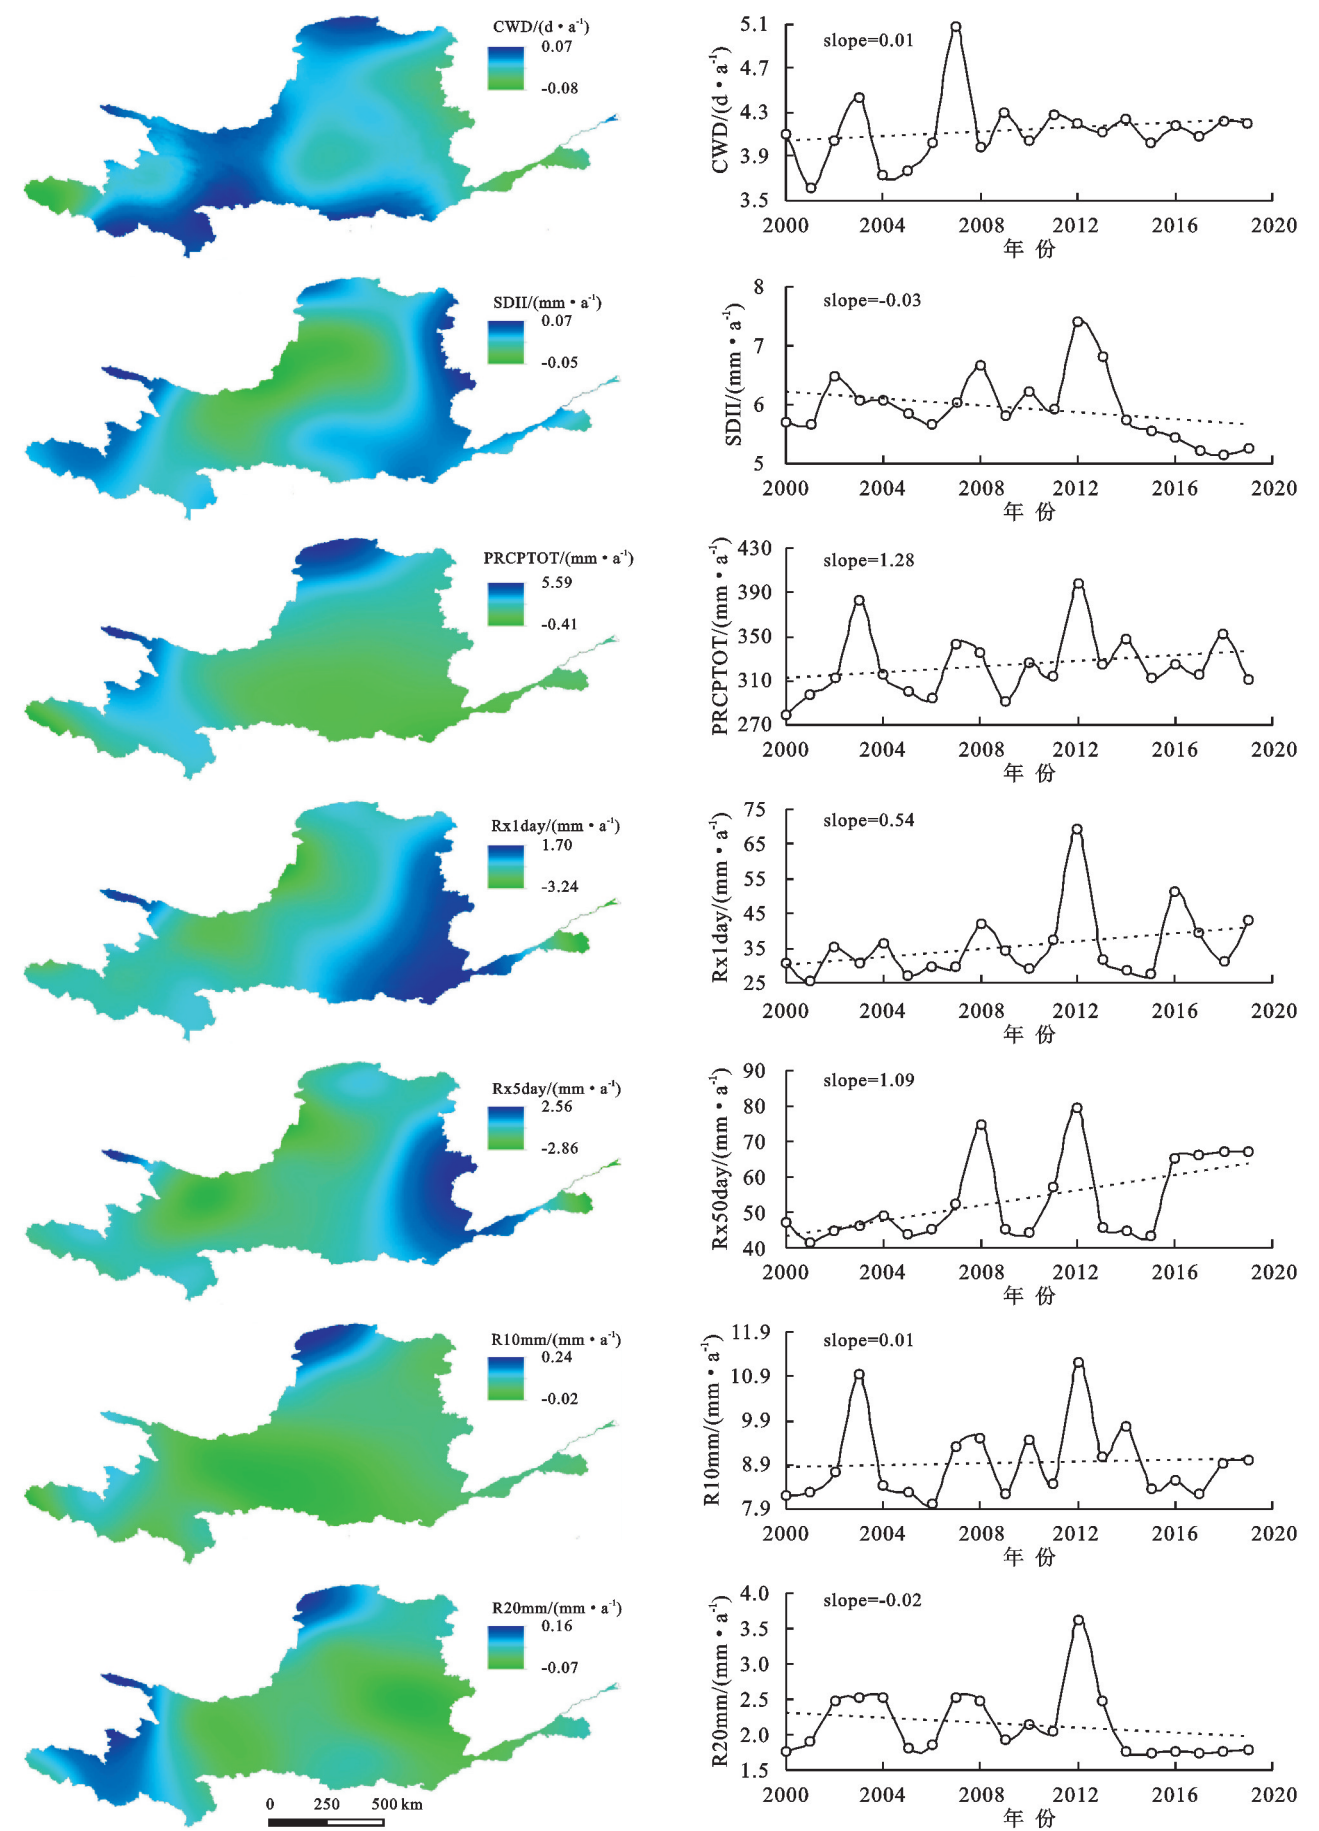 CWD/(d・a⁻¹)
0.07
-0.08
CWD/(d・a⁻¹)
slope=0.01
5.1
4.7
4.3
3.9
3.5
2000 2004 2008 2012 2016 2020
年 份
SDII/(mm・a⁻¹)
0.07
-0.05
SDII/(mm・a⁻¹)
slope=-0.03
8
7
6
5
2000 2004 2008 2012 2016 2020
年 份
PRCPTOT/(mm・a⁻¹)
5.59
-0.41
PRCPTOT/(mm・a⁻¹)
slope=1.28
430
390
350
310
270
2000 2004 2008 2012 2016 2020
年 份
Rx1day/(mm・a⁻¹)
1.70
-3.24
Rx1day/(mm・a⁻¹)
slope=0.54
75
65
55
45
35
25
2000 2004 2008 2012 2016 2020
年 份
Rx5day/(mm・a⁻¹)
2.56
-2.86
Rx50day/(mm・a⁻¹)
slope=1.09
90
80
70
60
50
40
2000 2004 2008 2012 2016 2020
年 份
R10mm/(mm・a⁻¹)
0.24
-0.02
R10mm/(mm・a⁻¹)
slope=0.01
11.9
10.9
9.9
8.9
7.9
2000 2004 2008 2012 2016 2020
年 份
R20mm/(mm・a⁻¹)
0.16
-0.07
0 250 500 km
R20mm/(mm・a⁻¹)
slope=-0.02
4.0
3.5
3.0
2.5
2.0
1.5
2000 2004 2008 2012 2016 2020
年 份